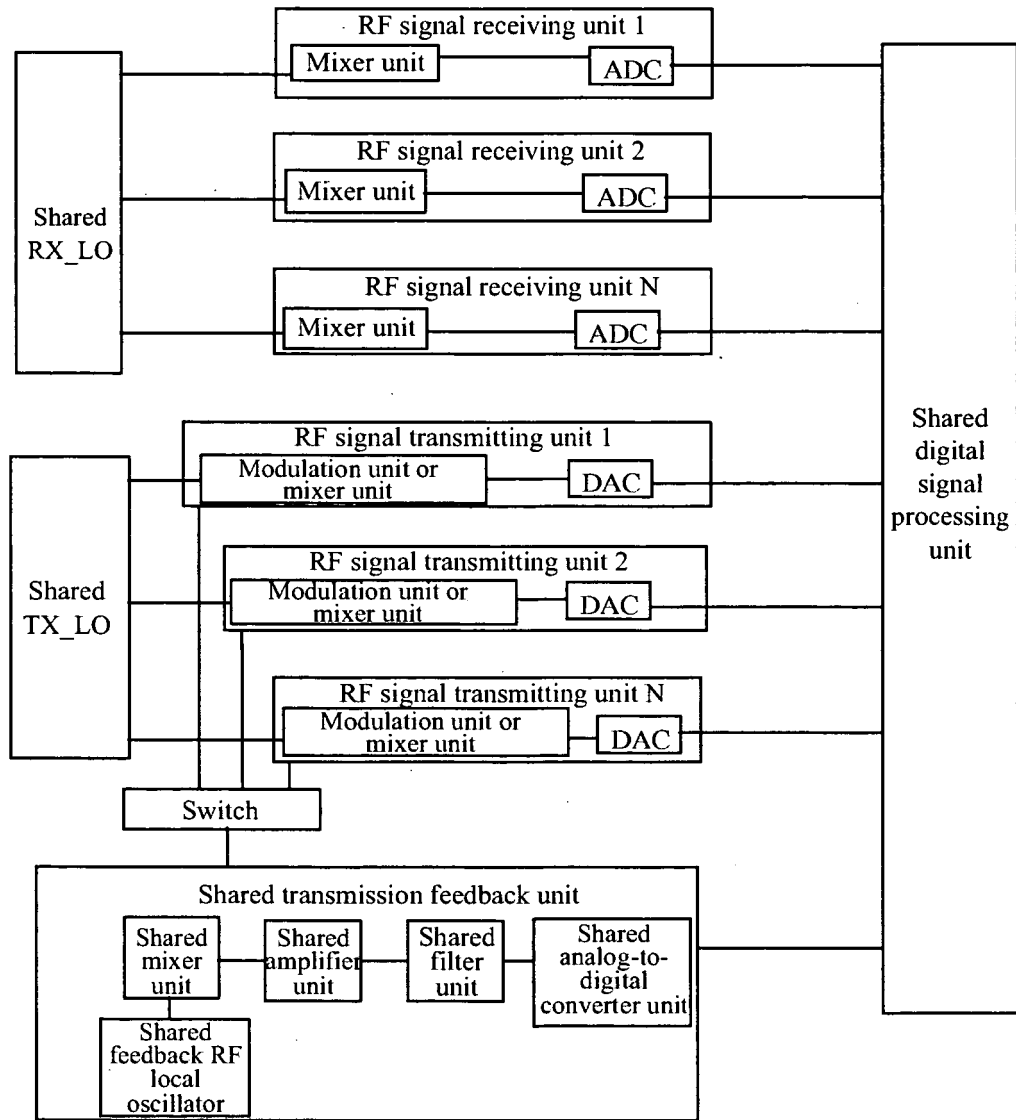 RF signal receiving unit 1
Mixer unit
ADC
RF signal receiving unit 2
Mixer unit
ADC
Shared
RX_LO
RF signal receiving unit N
Mixer unit
ADC
Shared
digital
signal
processing
unit
RF signal transmitting unit 1
Modulation unit or
mixer unit
DAC
RF signal transmitting unit 2
Modulation unit or
mixer unit
DAC
Shared
TX_LO
RF signal transmitting unit N
Modulation unit or
mixer unit
DAC
Switch
Shared transmission feedback unit
Shared
mixer
unit
Shared
amplifier
unit
Shared
filter
unit
Shared
analog-to-
digital
converter unit
Shared
feedback RF
local
oscillator